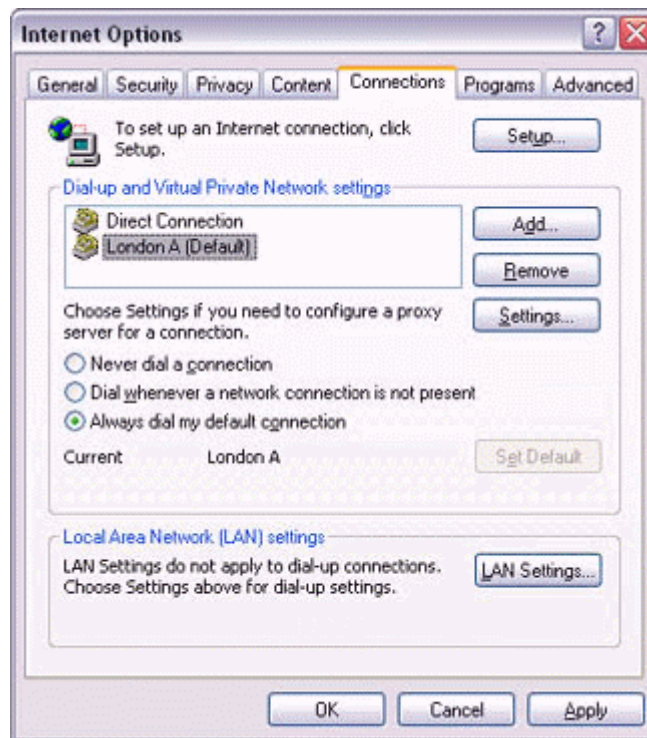 Internet Options
General Security Privacy Content Connections Programs Advanced
To set up an Internet connection, click
Setup.
Setup...
Dial-up and Virtual Private Network settings
Direct Connection
London A (Default)
Add...
Remove
Choose Settings if you need to configure a proxy
server for a connection.
Settings...
Never dial a connection
Dial whenever a network connection is not present
Always dial my default connection
Current London A
Set Default
Local Area Network (LAN) settings
LAN Settings do not apply to dial-up connections.
Choose Settings above for dial-up settings.
LAN Settings...
OK Cancel Apply